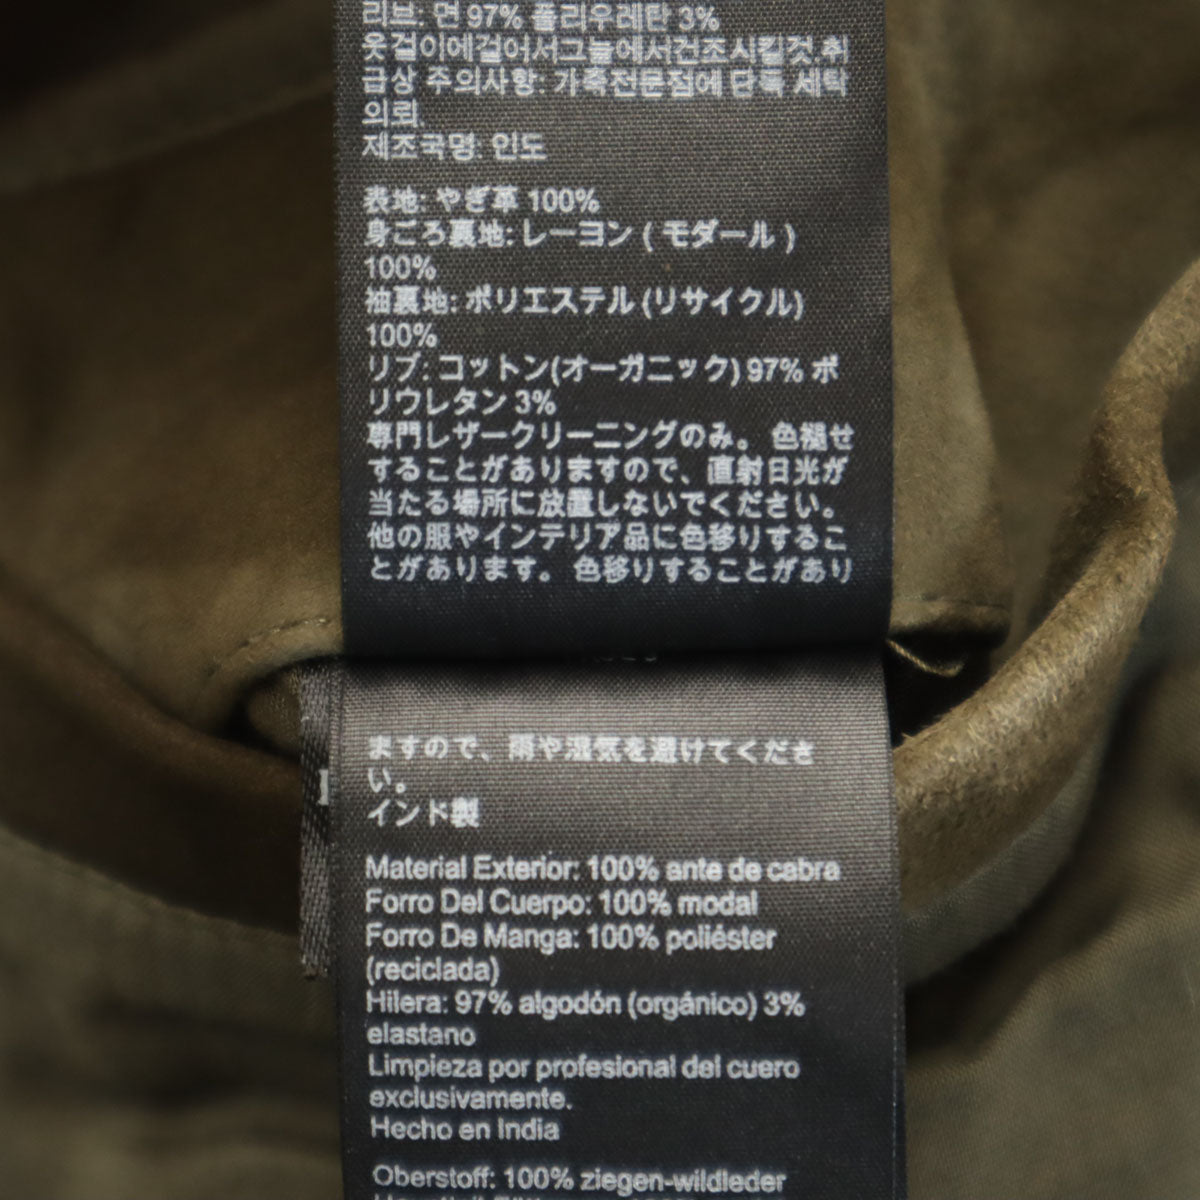 리브: 면 97% 폴리우레탄 3%
옷걸이에걸어서그늘에서건조시킬것.취
급상 주의사항: 가죽전문점에 단독 세탁
의뢰.
제조국명: 인도
表地: やぎ革 100%
身ごろ裏地: レーヨン ( モダール )
100%
袖裏地: ポリエステル (リサイクル)
100%
リブ: コットン(オーガニック) 97% ポ
リウレタン 3%
専門レザークリーニングのみ。 色褪せ
することがありますので、直射日光が
当たる場所に放置しないでください。
他の服やインテリア品に色移りするこ
とがあります。 色移りすることがあり
ますので、雨や湿気を避けてくださ
い。
インド製
Material Exterior: 100% ante de cabra
Forro Del Cuerpo: 100% modal
Forro De Manga: 100% poliéster
(reciclada)
Hilera: 97% algodón (orgánico) 3%
elastano
Limpieza por profesional del cuero
exclusivamente.
Hecho en India
Oberstoff: 100% ziegen-wildleder